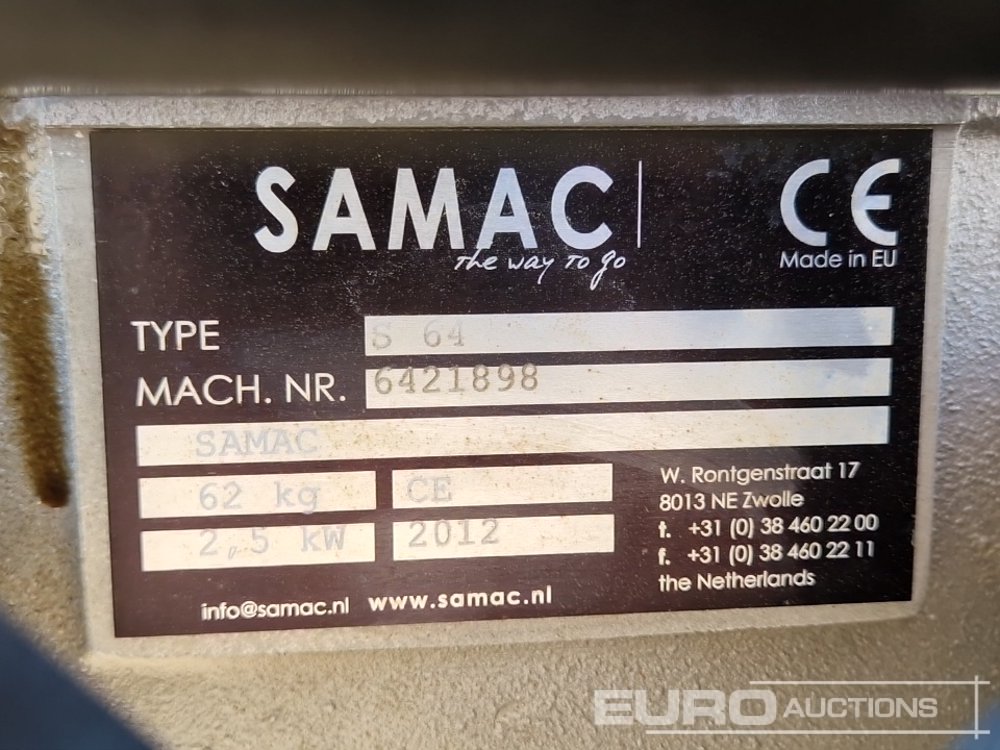 SAMAC
The way to go
CE
Made in EU
TYPE S 64
MACH. NR. 6421898
SAMAC
62 kg CE
2,5 kW 2012
W. Rontgenstraat 17
8013 NE Zwolle
t. +31 (0) 38 460 22 00
f. +31 (0) 38 460 22 11
the Netherlands
info@samac.nl www.samac.nl
EURO AUCTIONS